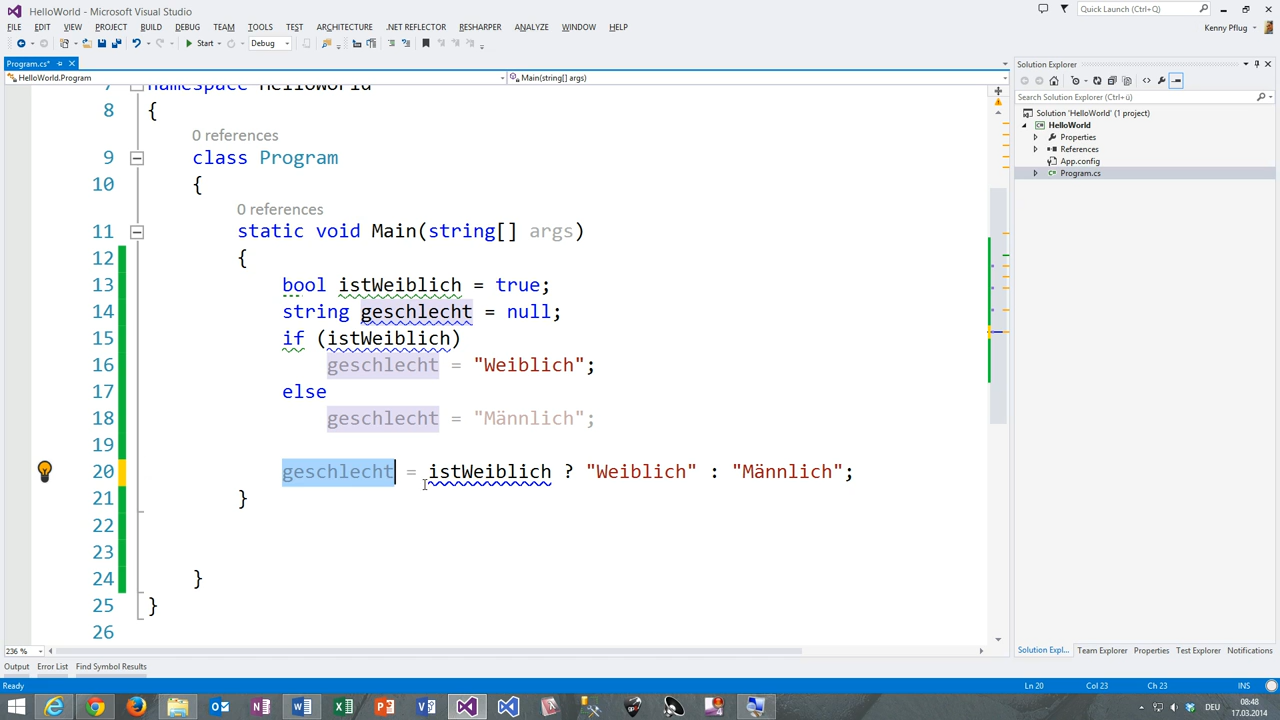 HelloWorld - Microsoft Visual Studio
Quick Launch (Ctrl+Q)
FILE EDIT VIEW PROJECT BUILD DEBUG TEAM TOOLS TEST ARCHITECTURE .NET REFLECTOR RESHARPER ANALYZE WINDOW HELP
Kenny Pflug
Start Debug
Program.cs*
HelloWorld.Program
Main(string[] args)
8 {
0 references
9 class Program
10 {
0 references
11 static void Main(string[] args)
12 {
13 bool istWeiblich = true;
14 string geschlecht = null;
15 if (istWeiblich)
16 geschlecht = "Weiblich";
17 else
18 geschlecht = "Männlich";
19
20 geschlecht = istWeiblich ? "Weiblich" : "Männlich";
21 }
22
23
24 }
25 }
26
236 %
Output Error List Find Symbol Results
Solution Explorer
Search Solution Explorer (Ctrl+ü)
Solution 'HelloWorld' (1 project)
HelloWorld
Properties
References
App.config
Program.cs
Solution Expl... Team Explorer Properties Test Explorer Notifications
Ready
Ln 20 Col 23 Ch 23 INS
DEU
08:48
17.03.2014